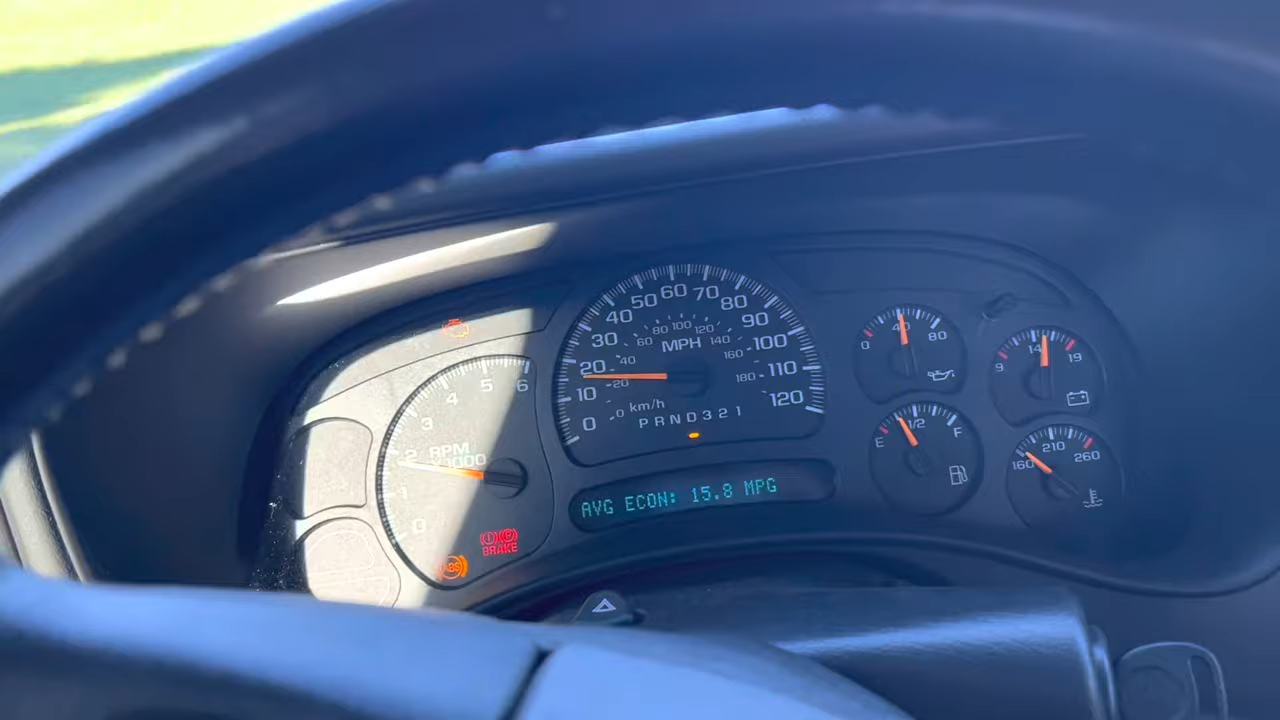 0 1 2 3 4 5 6
RPM
X1000
ABS
BRAKE
0 10 20 30 40 50 60 70 80 90 100 110 120
MPH
0 20 40 60 80 100 120 140 160 180
km/h
PRND321
AVG ECON: 15.8 MPG
0 40 80
9 14 19
E 1/2 F
160 210 260